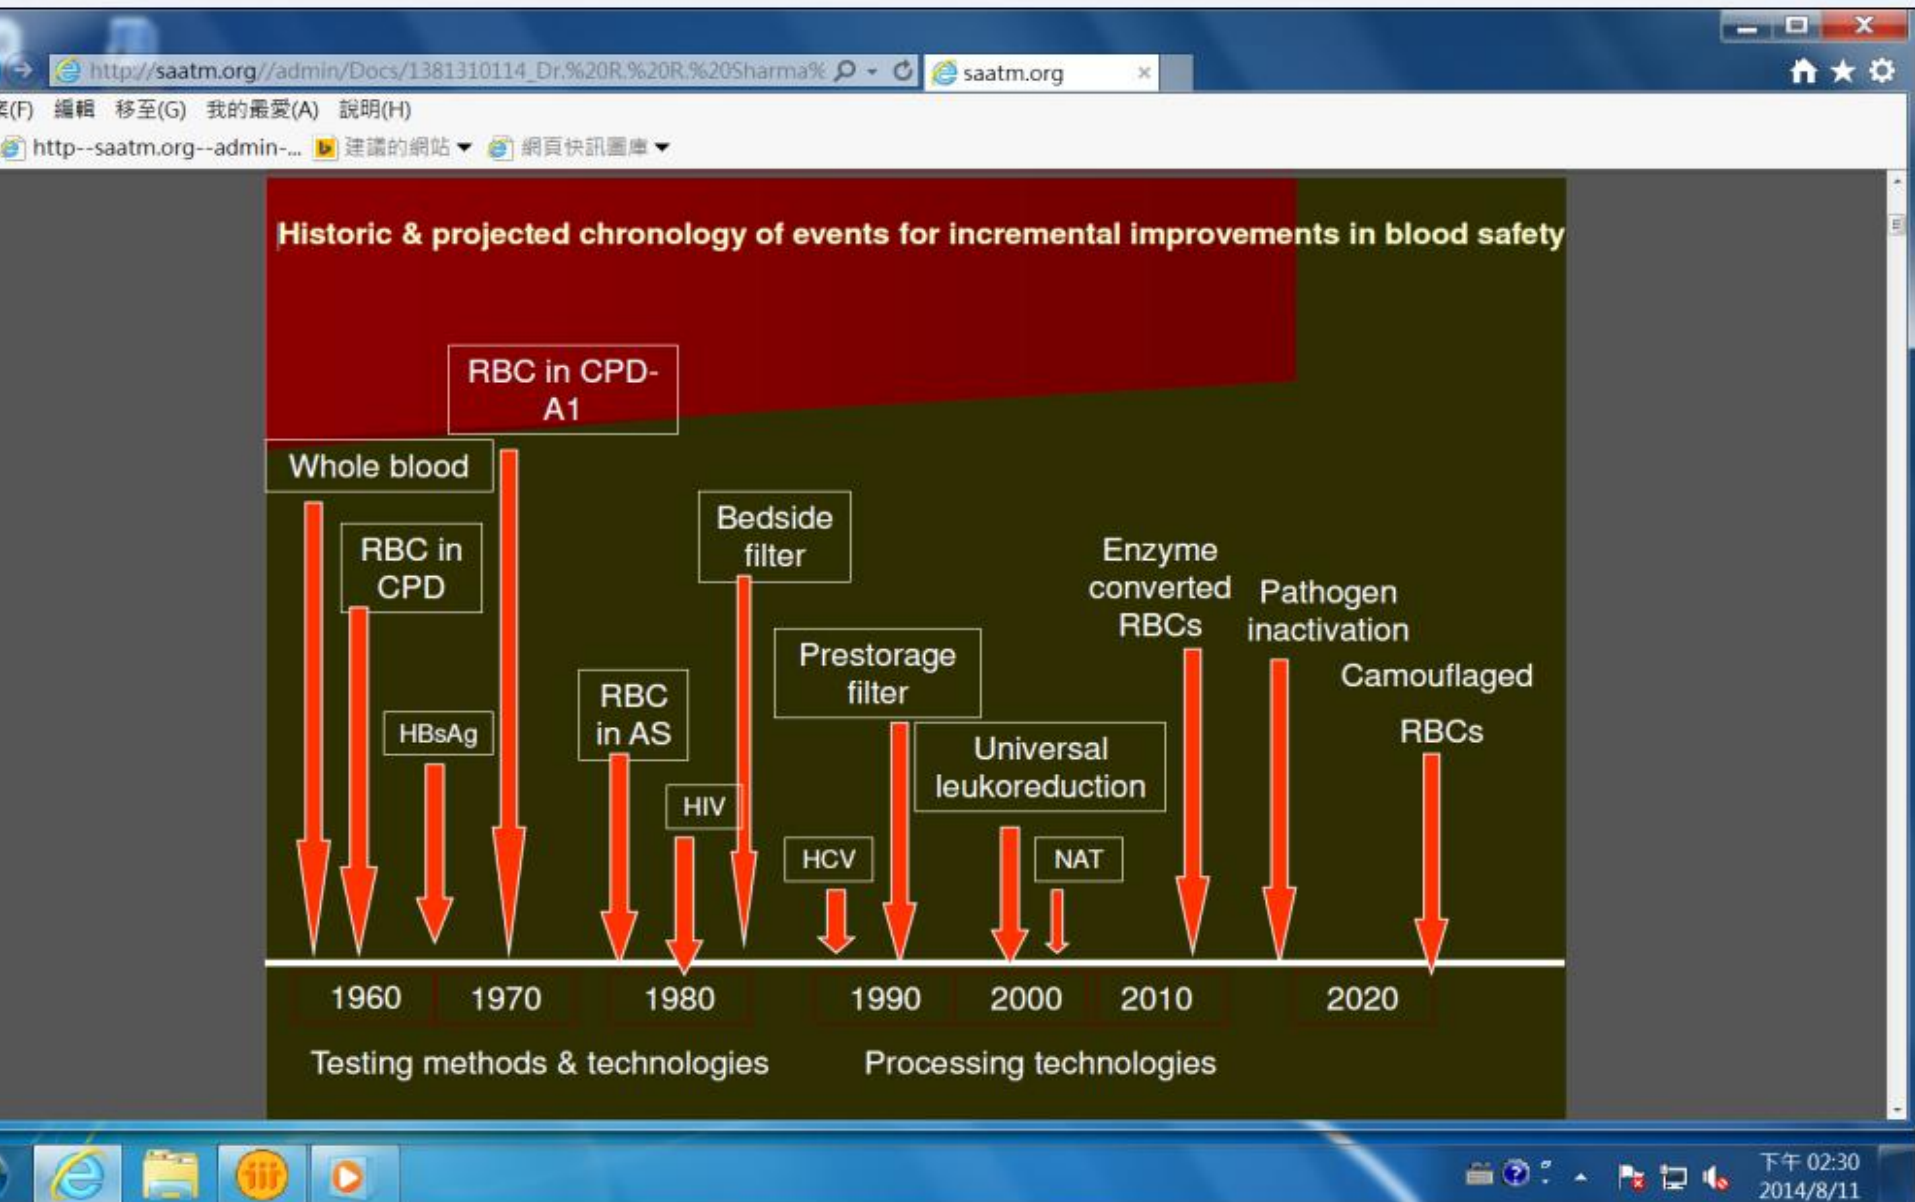 http://saatm.org//admin/Docs/1381310114_Dr.%20R.%20R.%20Sharma%
saatm.org
(F) 編輯 移至(G) 我的最愛(A) 說明(H)
http--saatm.org--admin-... 建議的網站 網頁快訊圖庫
Historic & projected chronology of events for incremental improvements in blood safety
RBC in CPD-
A1
Whole blood
RBC in
CPD
Bedside
filter
Enzyme
converted
RBCs
Pathogen
inactivation
Prestorage
filter
Camouflaged
RBCs
RBC
in AS
HBsAg
Universal
leukoreduction
HIV
HCV
NAT
1960 1970 1980 1990 2000 2010 2020
Testing methods & technologies Processing technologies
下午 02:30
2014/8/11